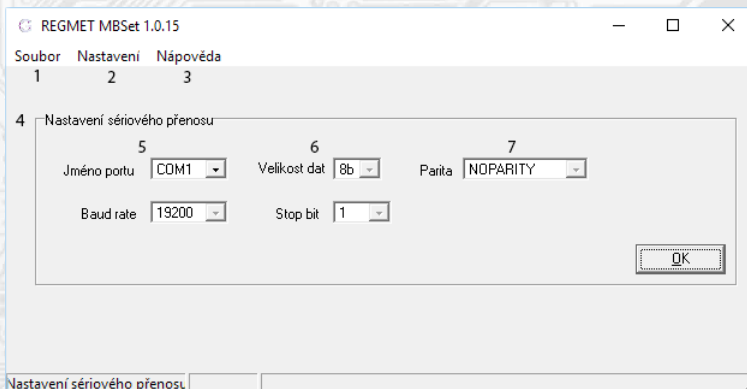 REGMET MBSet 1.0.15
Soubor Nastavení Nápověda
1 2 3
4 Nastavení sériového přenosu
5 6 7
Jméno portu COM1 Velikost dat 8b Parita NOPARITY
Baud rate 19200 Stop bit 1
OK
Nastavení sériového přenosu